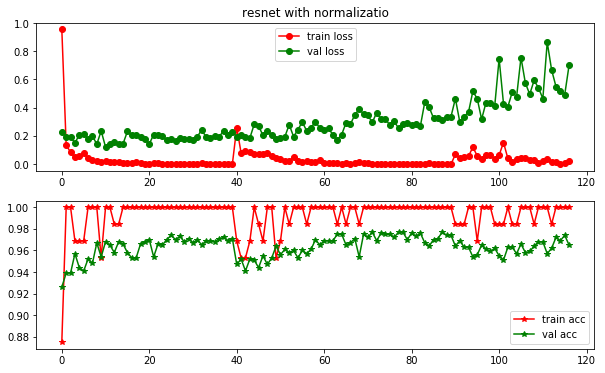 resnet with normalizatio
1.0
train loss
val loss
0.8
0.6
0.4
0.2
0.0
0 20 40 60 80 100 120
1.00
0.98
0.96
0.94
0.92
0.90
0.88
train acc
val acc
0 20 40 60 80 100 120